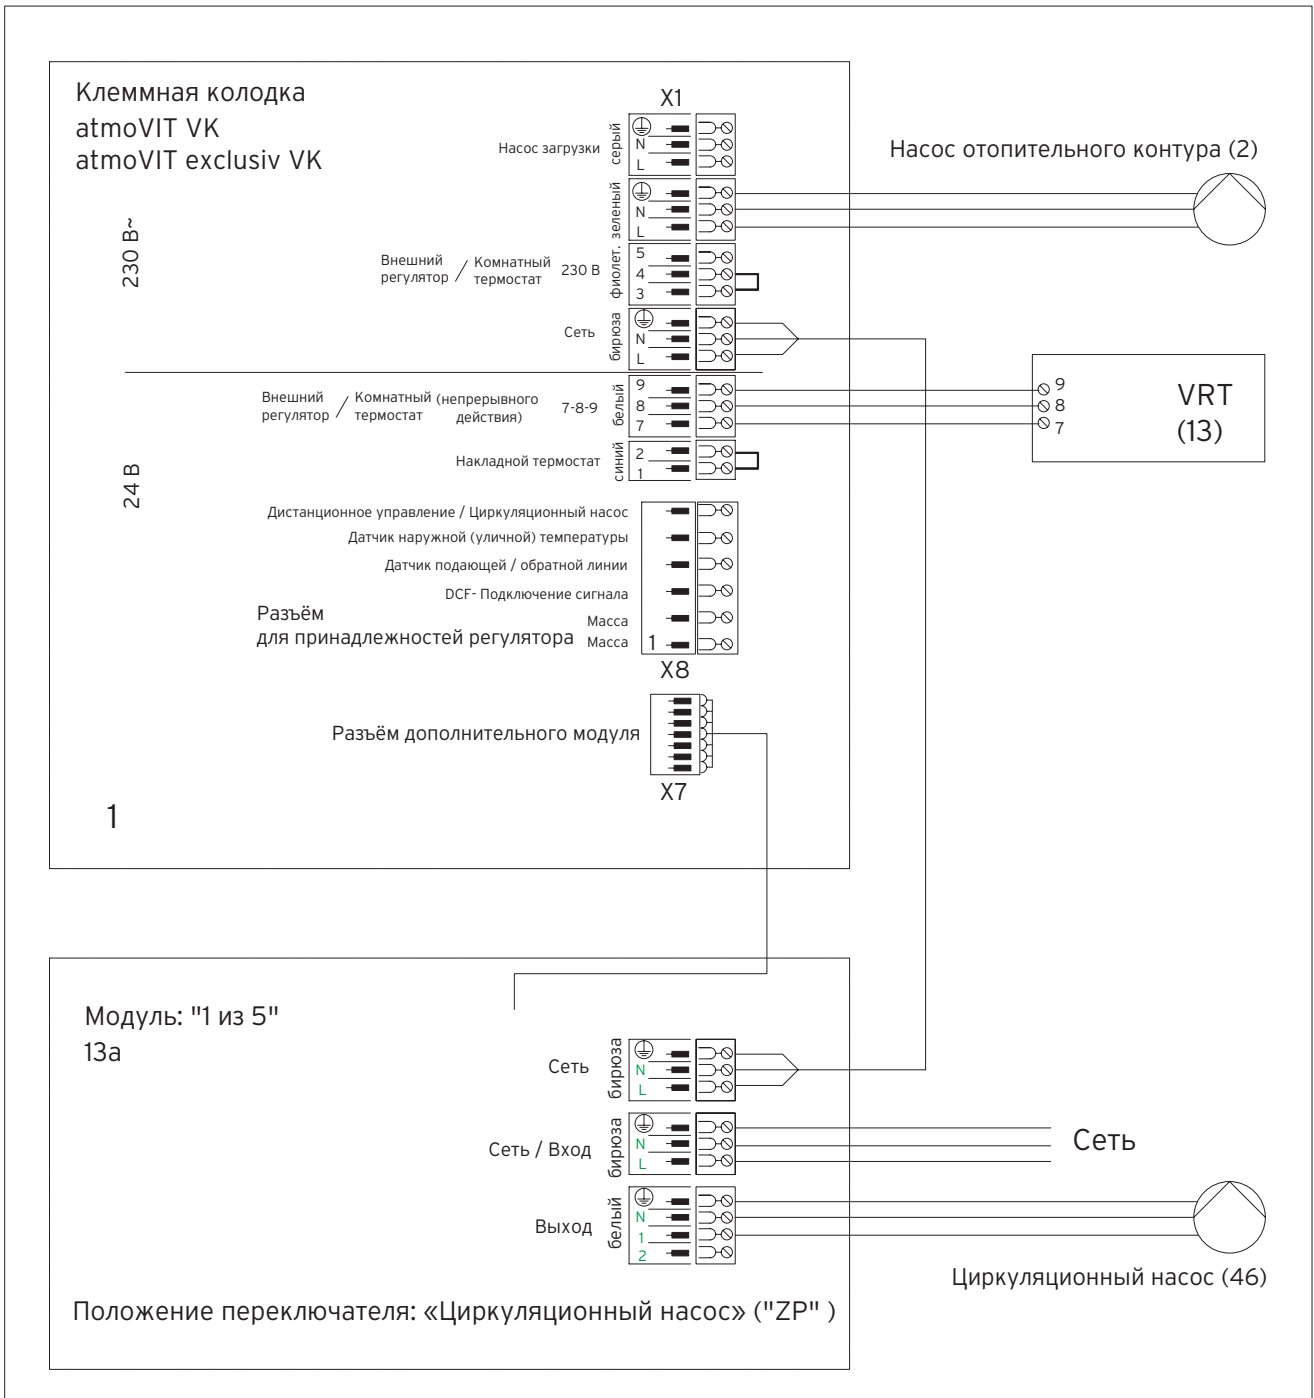 Клеммная колодка
atmoVIT VK
atmoVIT exclusiv VK
X1
Насос загрузки
серый
N
L
Насос отопительного контура (2)
зеленый
N
L
230 В~
Внешний
регулятор
/
Комнатный
термостат
230 В
фиолет.
5
4
3
Сеть
бирюза
N
L
Внешний
регулятор
/
Комнатный (непрерывного
термостат действия)
7-8-9
белый
9
8
7
9
8
7
VRT
(13)
24 В
Накладной термостат
синий
2
1
Дистанционное управление / Циркуляционный насос
Датчик наружной (уличной) температуры
Датчик подающей / обратной линии
DCF- Подключение сигнала
Разъём
для принадлежностей регулятора
Масса
Масса
1
X8
Разъём дополнительного модуля
X7
1
Модуль: "1 из 5"
13a
Сеть
бирюза
N
L
Сеть / Вход
бирюза
N
L
Сеть
Выход
белый
N
1
2
Циркуляционный насос (46)
Положение переключателя: «Циркуляционный насос» ("ZP" )